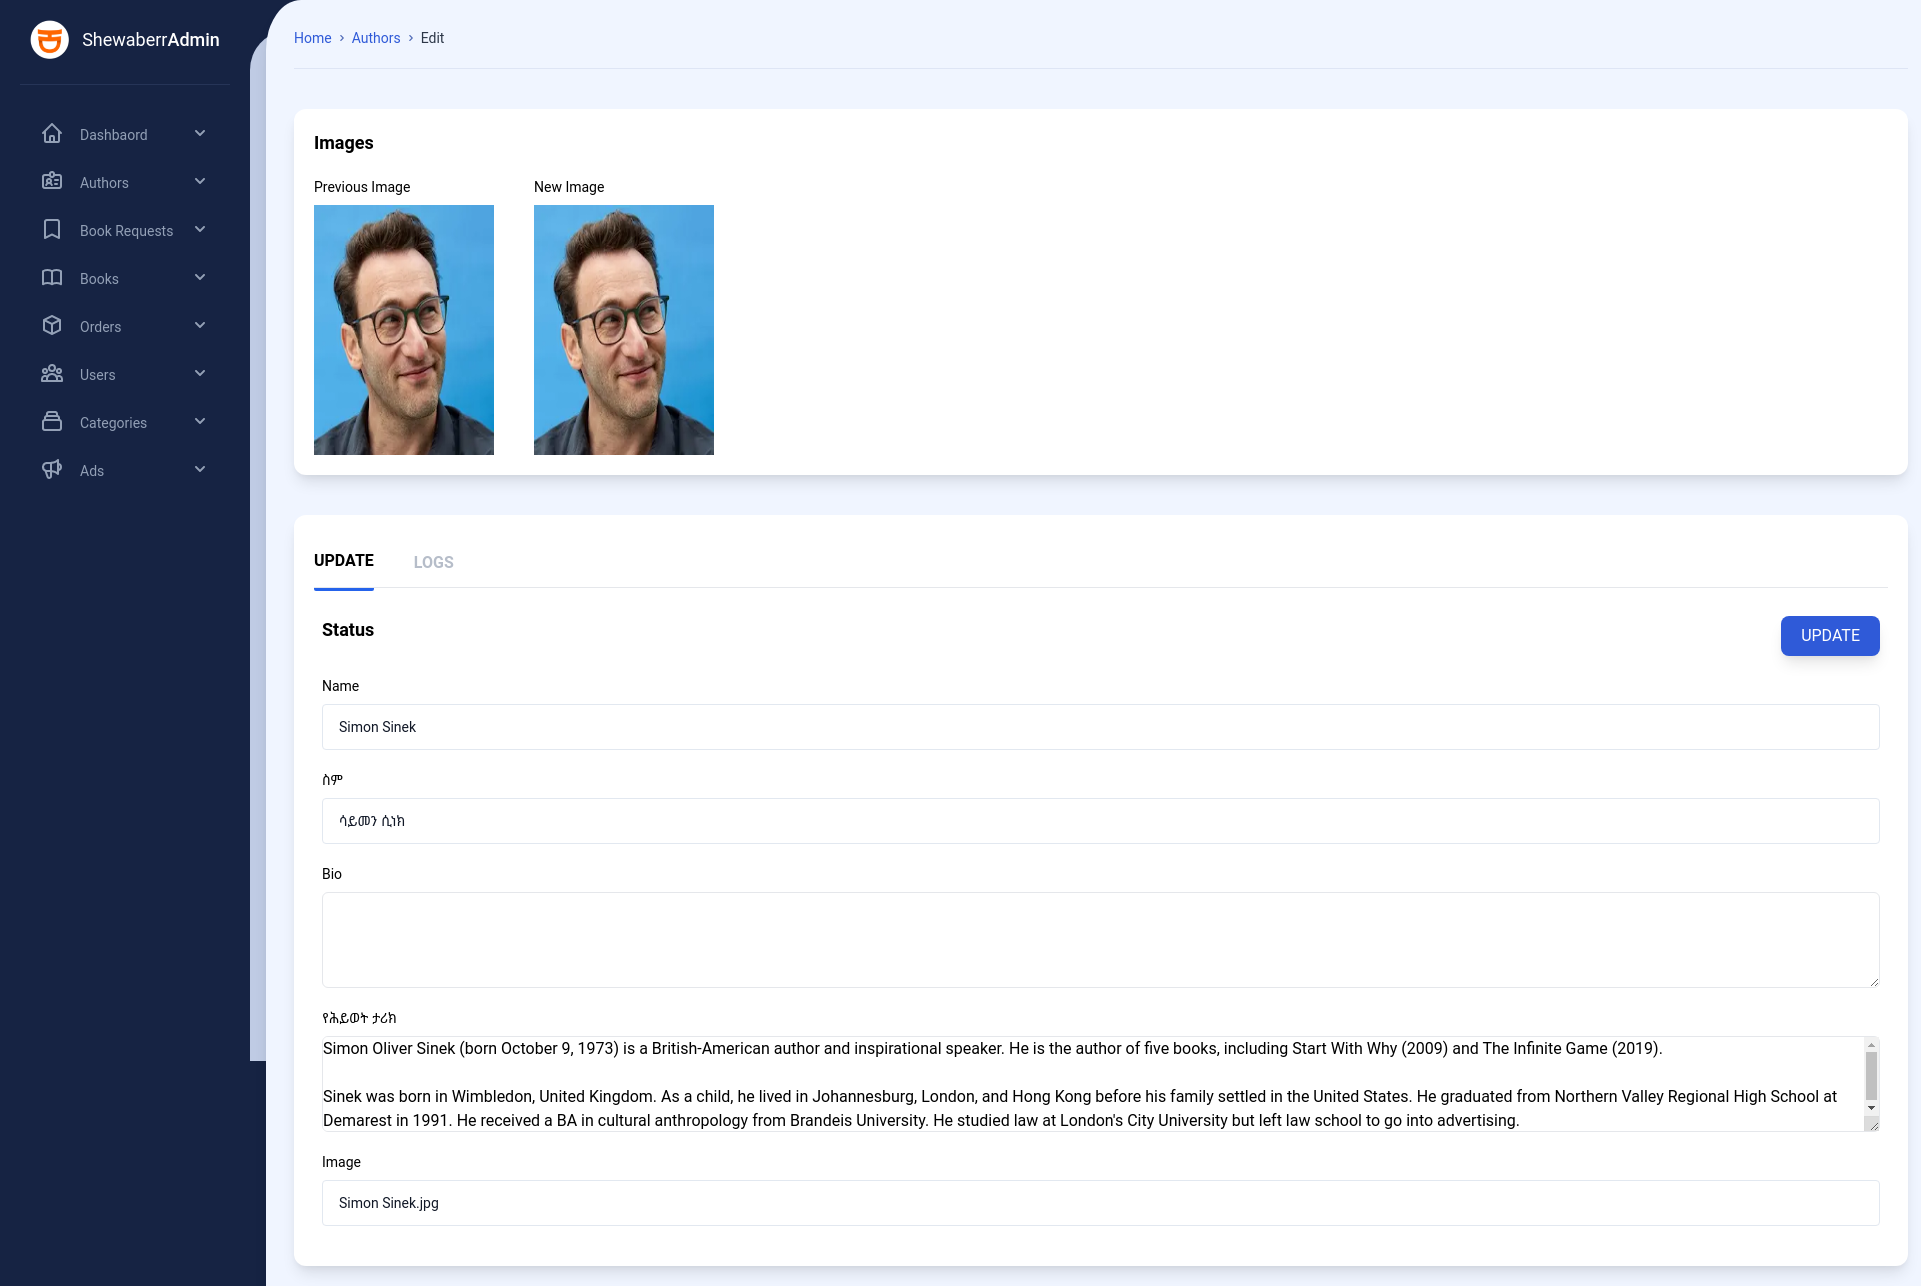 ShewaberrAdmin
Home > Authors > Edit
Dashbaord
Authors
Book Requests
Books
Orders
Users
Categories
Ads
Images
Previous Image
New Image
UPDATE
LOGS
Status
UPDATE
Name
Simon Sinek
ስም
ሳይመን ሲነክ
Bio
የሕይወት ታሪክ
Simon Oliver Sinek (born October 9, 1973) is a British-American author and inspirational speaker. He is the author of five books, including Start With Why (2009) and The Infinite Game (2019).
Sinek was born in Wimbledon, United Kingdom. As a child, he lived in Johannesburg, London, and Hong Kong before his family settled in the United States. He graduated from Northern Valley Regional High School at
Demarest in 1991. He received a BA in cultural anthropology from Brandeis University. He studied law at London's City University but left law school to go into advertising.
Image
Simon Sinek.jpg